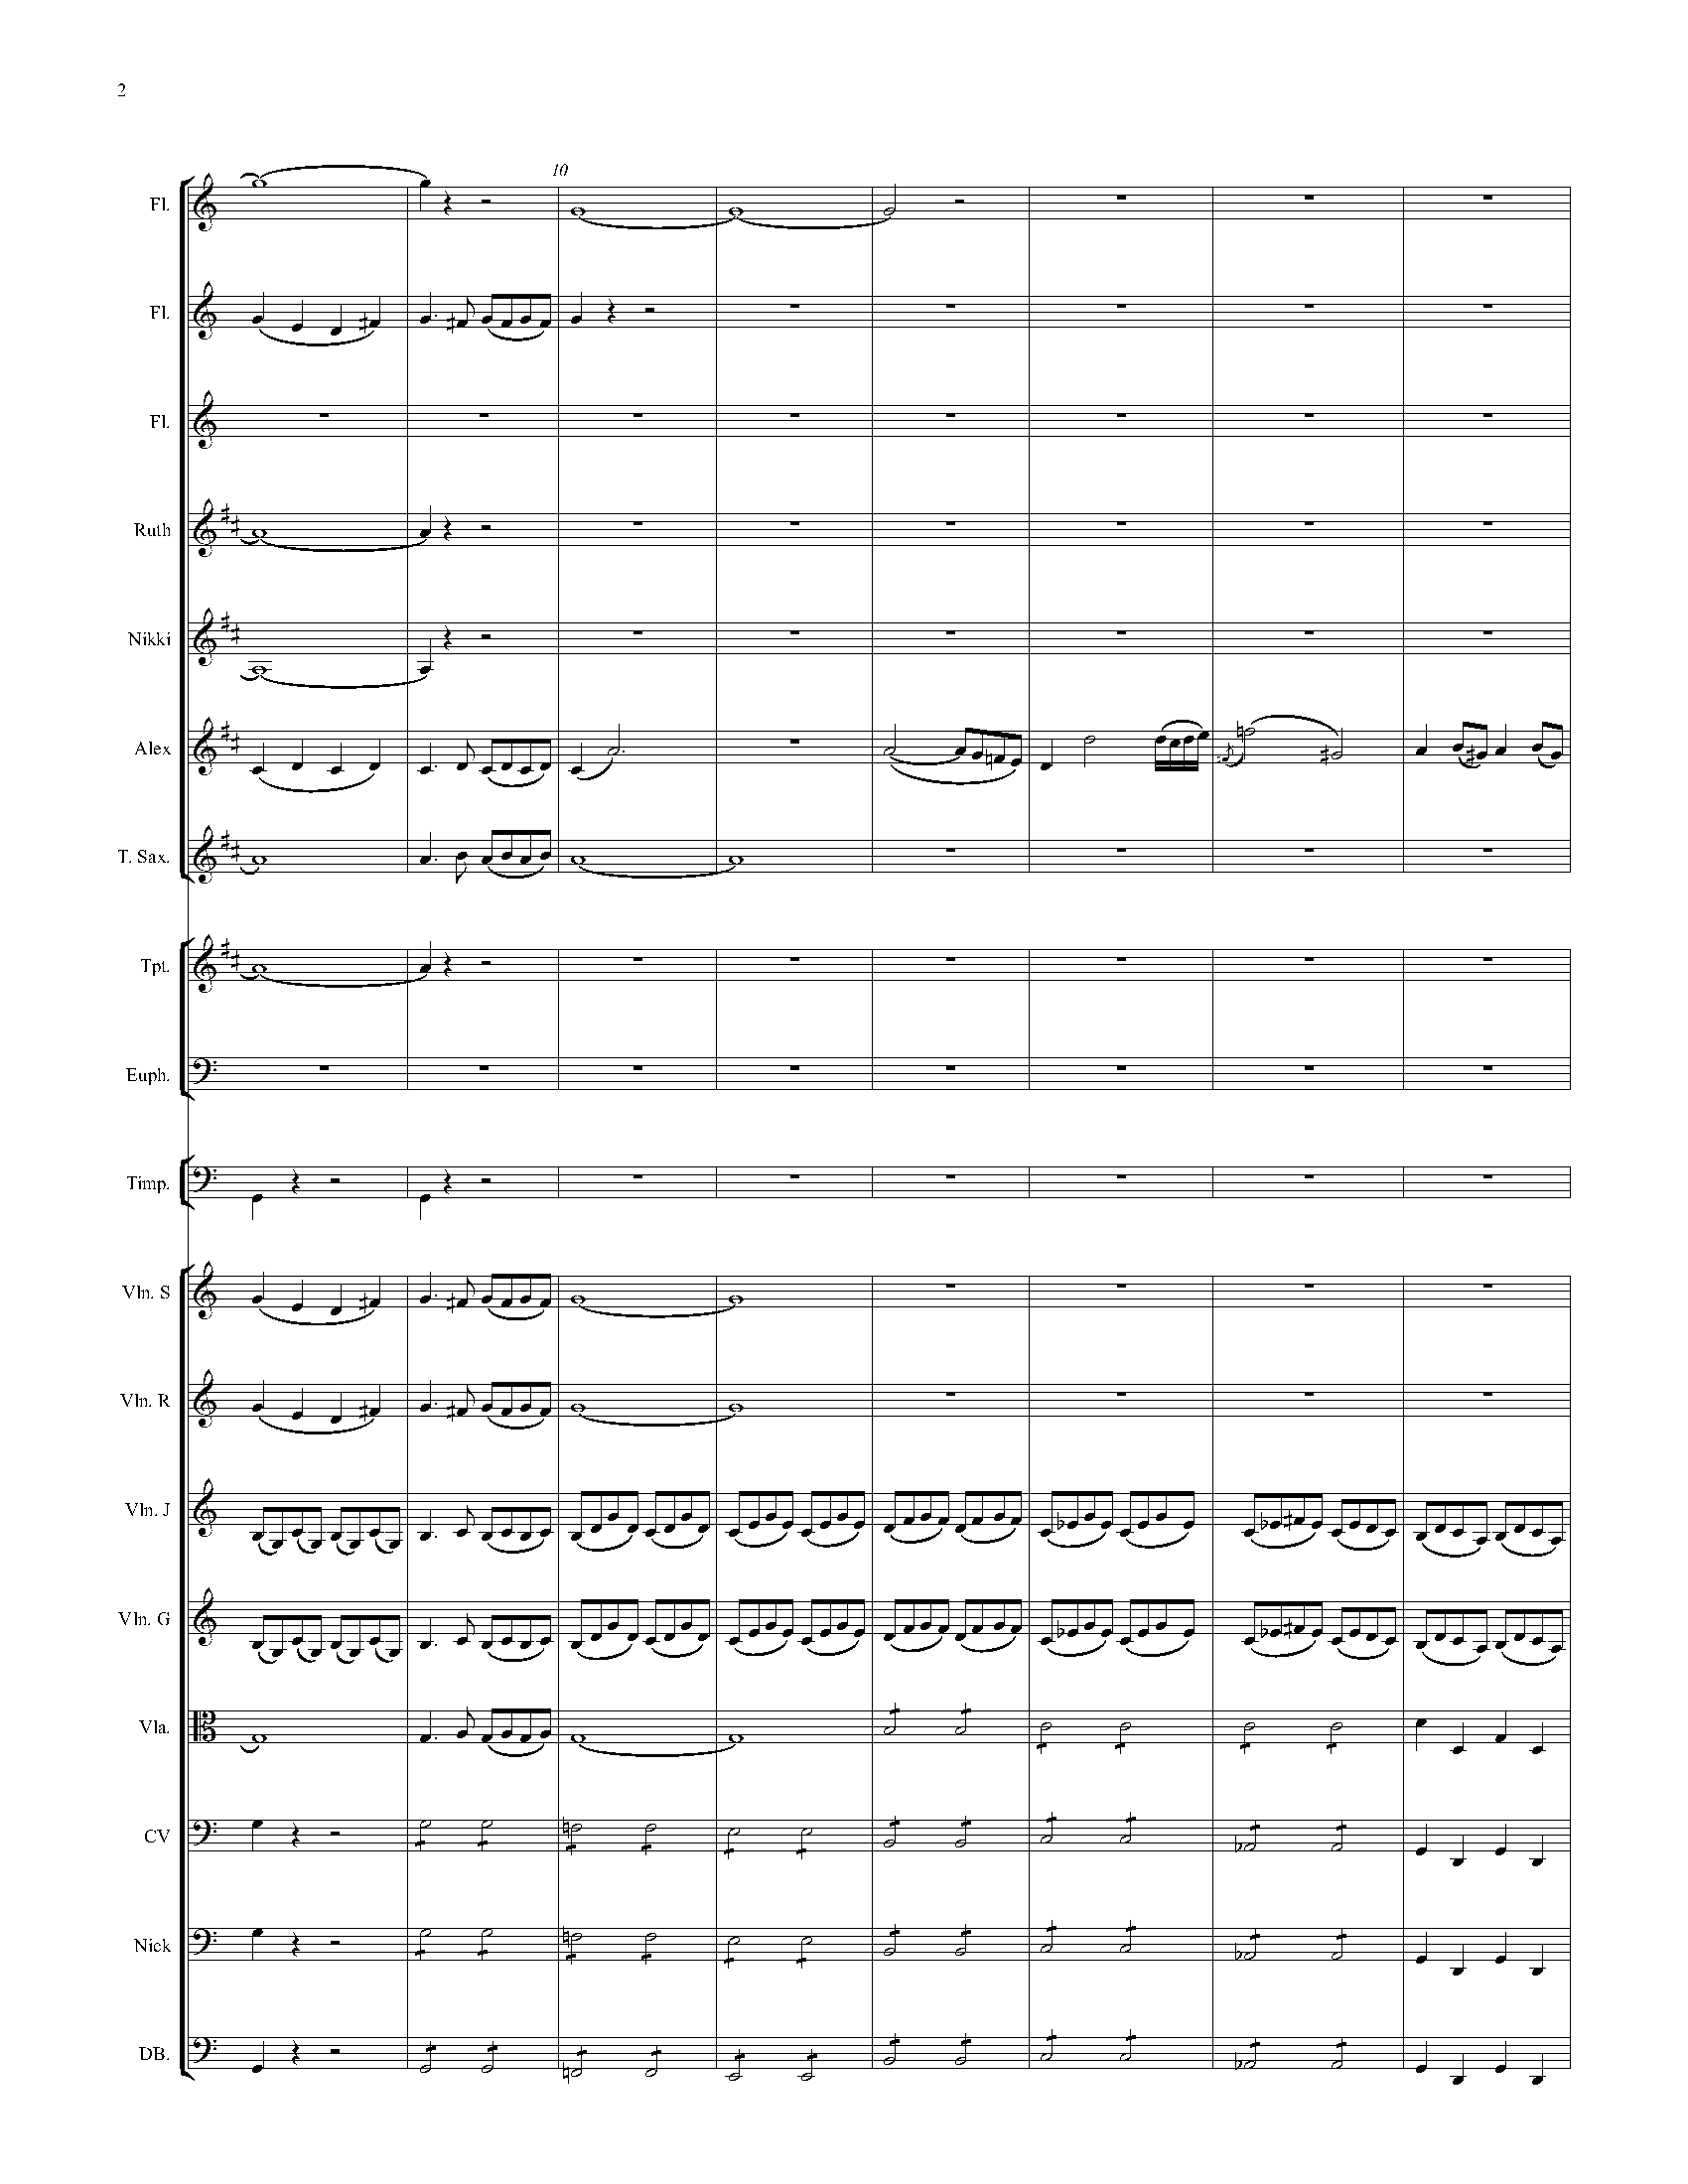 2
10
Fl.
Fl.
Fl.
Ruth
Nikki
Alex
T. Sax.
Tpt.
Euph.
Timp.
Vln. S
Vln. R
Vln. J
Vln. G
Vla.
CV
Nick
DB.